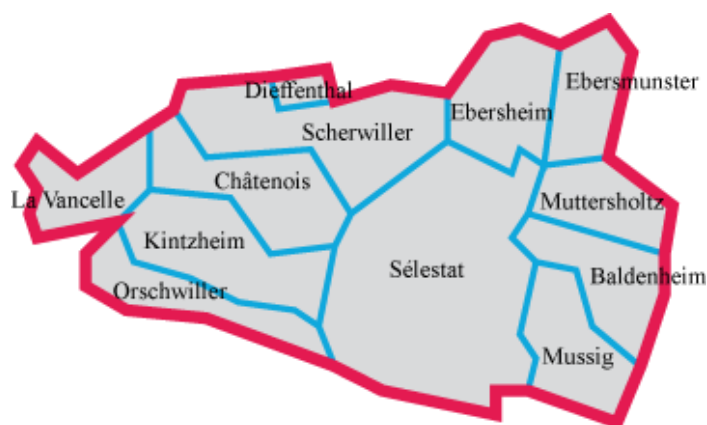 Ebersmunster
Dieffenthal
Ebersheim
Scherwiller
Châtenois
La Vancelle
Muttersholtz
Kintzheim
Sélestat
Baldenheim
Orschwiller
Mussig